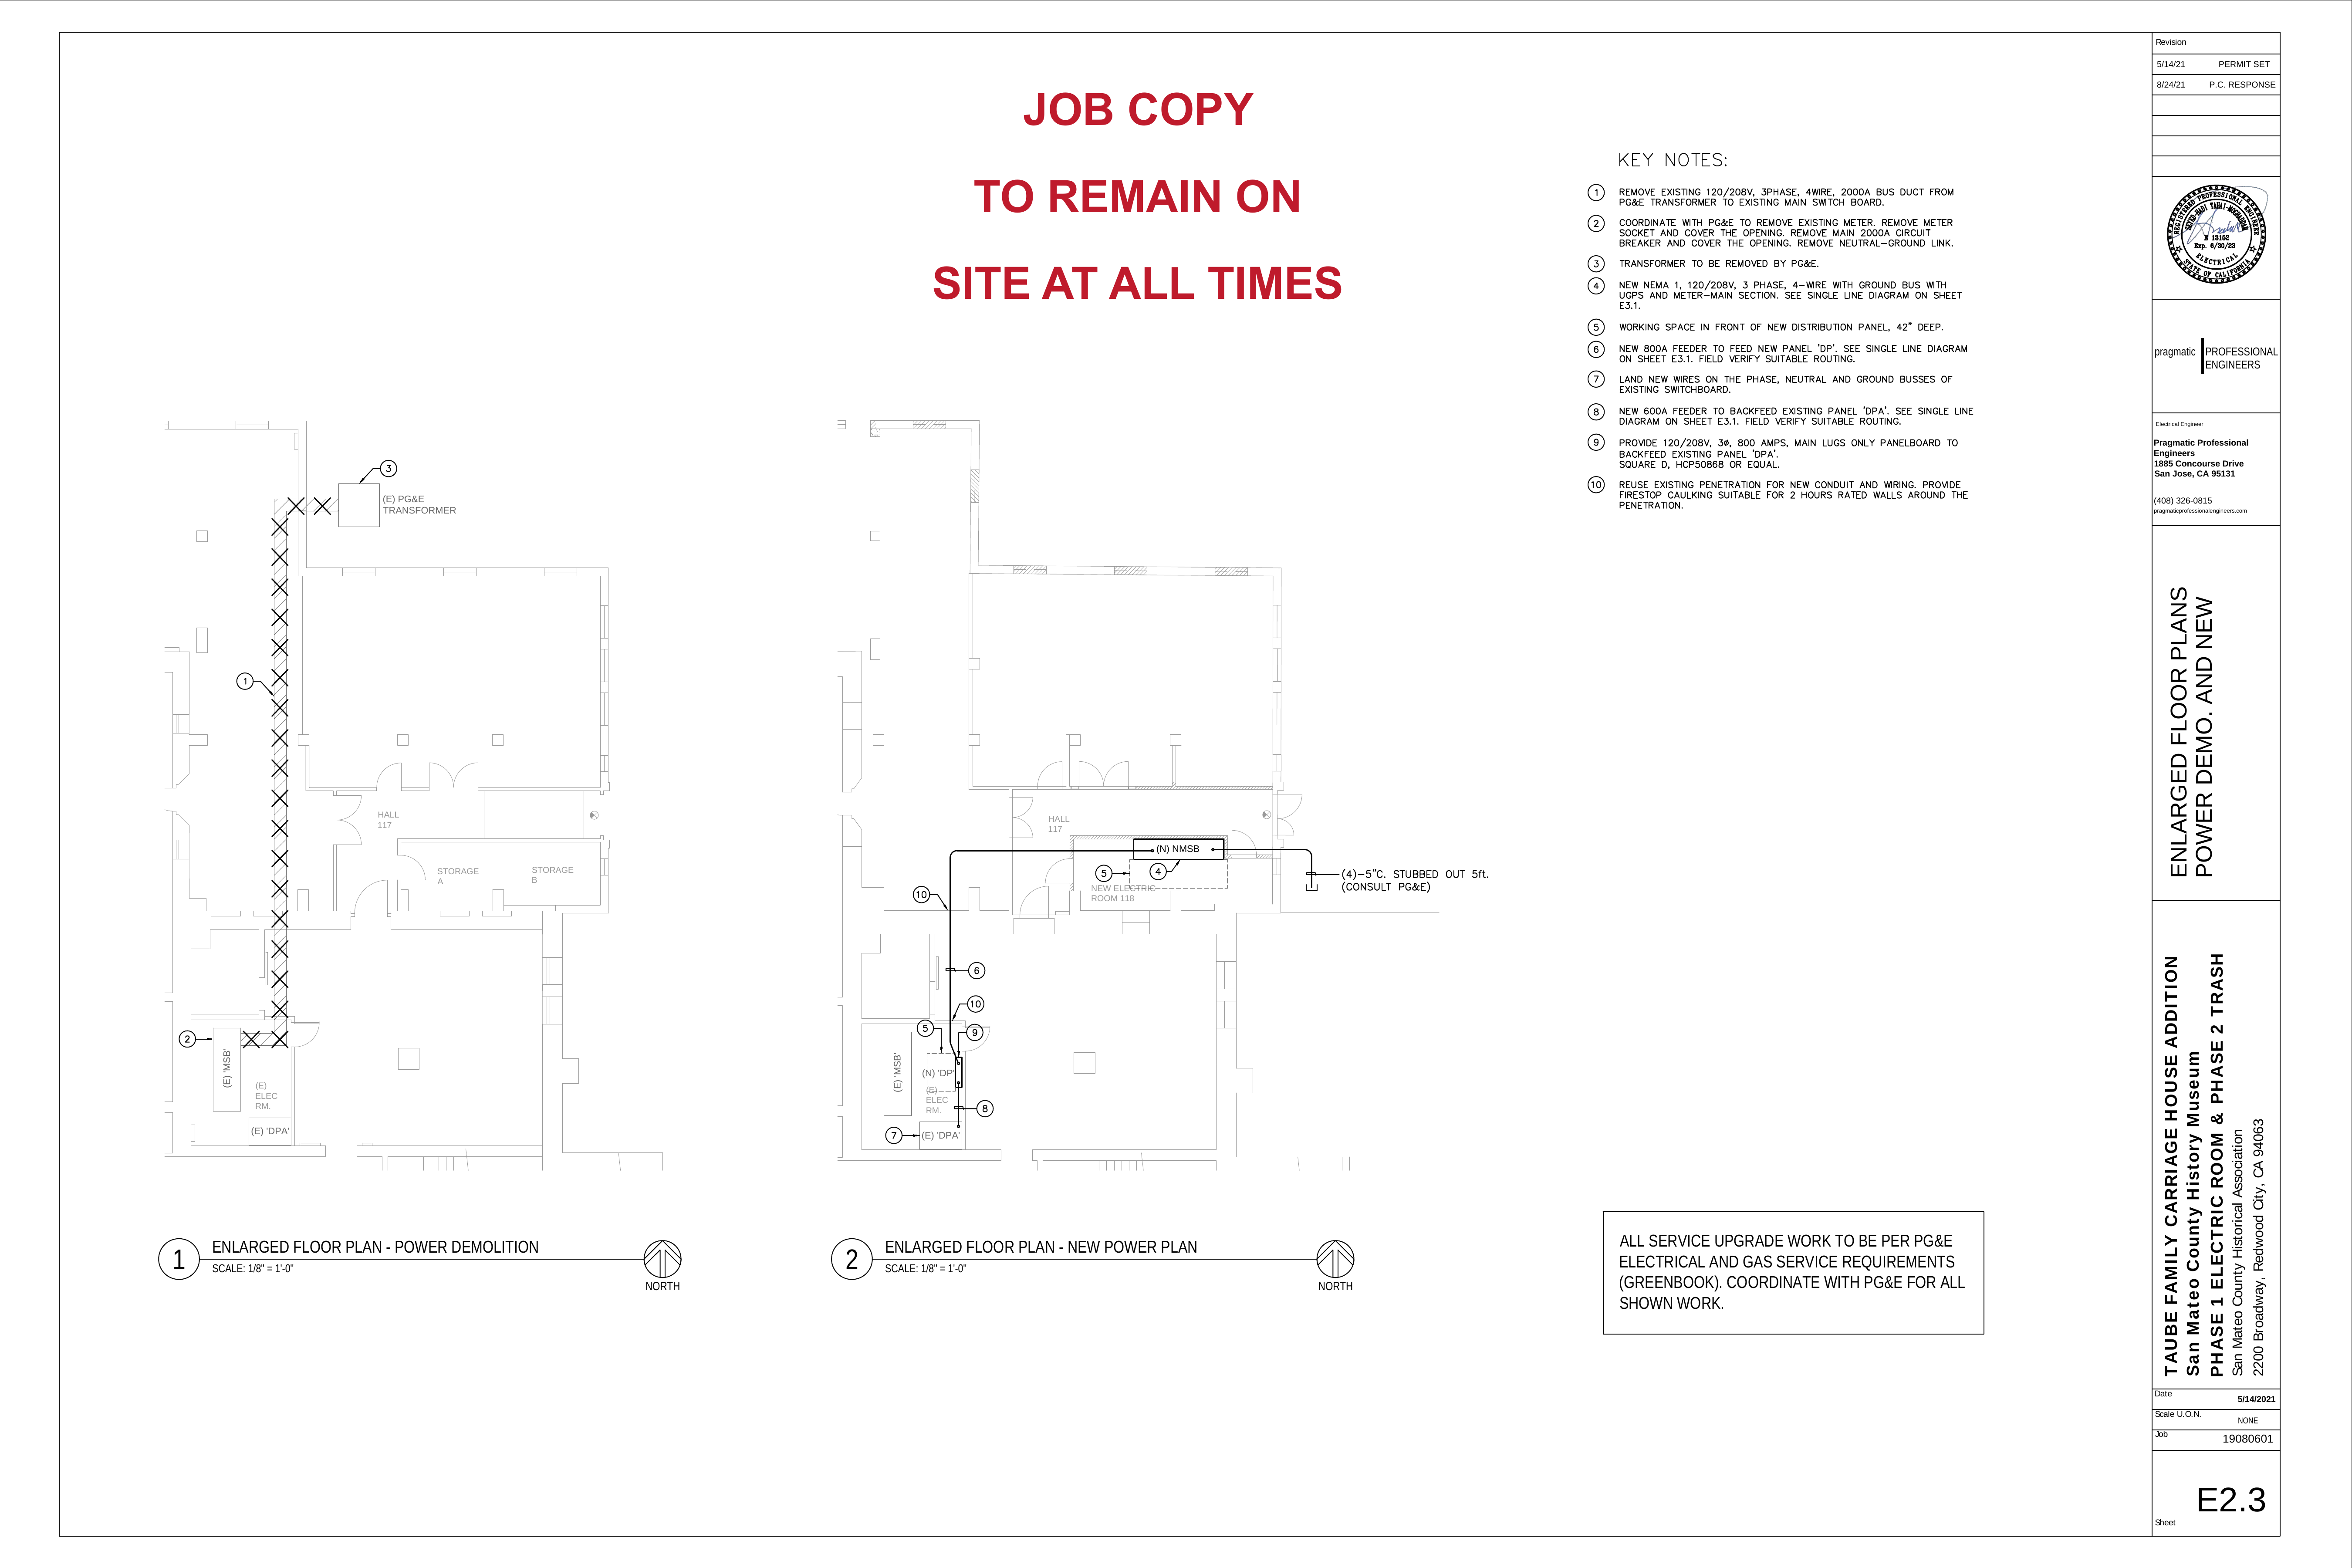 JOB COPY
TO REMAIN ON
SITE AT ALL TIMES
KEY NOTES:
1 REMOVE EXISTING 120/208V, 3PHASE, 4WIRE, 2000A BUS DUCT FROM
PG&E TRANSFORMER TO EXISTING MAIN SWITCH BOARD.
2 COORDINATE WITH PG&E TO REMOVE EXISTING METER. REMOVE METER
SOCKET AND COVER THE OPENING. REMOVE MAIN 2000A CIRCUIT
BREAKER AND COVER THE OPENING. REMOVE NEUTRAL-GROUND LINK.
3 TRANSFORMER TO BE REMOVED BY PG&E.
4 NEW NEMA 1, 120/208V, 3 PHASE, 4-WIRE WITH GROUND BUS WITH
UGPS AND METER-MAIN SECTION. SEE SINGLE LINE DIAGRAM ON SHEET
E3.1.
5 WORKING SPACE IN FRONT OF NEW DISTRIBUTION PANEL, 42" DEEP.
6 NEW 800A FEEDER TO FEED NEW PANEL 'DP'. SEE SINGLE LINE DIAGRAM
ON SHEET E3.1. FIELD VERIFY SUITABLE ROUTING.
7 LAND NEW WIRES ON THE PHASE, NEUTRAL AND GROUND BUSSES OF
EXISTING SWITCHBOARD.
8 NEW 600A FEEDER TO BACKFEED EXISTING PANEL 'DPA'. SEE SINGLE LINE
DIAGRAM ON SHEET E3.1. FIELD VERIFY SUITABLE ROUTING.
9 PROVIDE 120/208V, 3ø, 800 AMPS, MAIN LUGS ONLY PANELBOARD TO
BACKFEED EXISTING PANEL 'DPA'.
SQUARE D, HCP50868 OR EQUAL.
10 REUSE EXISTING PENETRATION FOR NEW CONDUIT AND WIRING. PROVIDE
FIRESTOP CAULKING SUITABLE FOR 2 HOURS RATED WALLS AROUND THE
PENETRATION.
3
(E) PG&E
TRANSFORMER
1
HALL
117
STORAGE
A
STORAGE
B
2
(E) 'MSB'
(E)
ELEC
RM.
(E) 'DPA'
1
ENLARGED FLOOR PLAN - POWER DEMOLITION
SCALE: 1/8" = 1'-0"
NORTH
HALL
117
(N) NMSB
5
4
NEW ELECTRIC
ROOM 118
(4)-5"C. STUBBED OUT 5ft.
(CONSULT PG&E)
10
6
10
5
9
(E) 'MSB'
(N) 'DP'
(E)
ELEC
RM.
8
7
(E) 'DPA'
2
ENLARGED FLOOR PLAN - NEW POWER PLAN
SCALE: 1/8" = 1'-0"
NORTH
ALL SERVICE UPGRADE WORK TO BE PER PG&E
ELECTRICAL AND GAS SERVICE REQUIREMENTS
(GREENBOOK). COORDINATE WITH PG&E FOR ALL
SHOWN WORK.
Revision
5/14/21 PERMIT SET
8/24/21 P.C. RESPONSE
REGISTERED PROFESSIONAL ENGINEER
E 13152
Exp. 6/30/23
ELECTRICAL
STATE OF CALIFORNIA
pragmatic PROFESSIONAL
ENGINEERS
Electrical Engineer
Pragmatic Professional
Engineers
1885 Concourse Drive
San Jose, CA 95131
(408) 326-0815
pragmaticprofessionalengineers.com
ENLARGED FLOOR PLANS
POWER DEMO. AND NEW
TAUBE FAMILY CARRIAGE HOUSE ADDITION
San Mateo County History Museum
PHASE 1 ELECTRIC ROOM & PHASE 2 TRASH
San Mateo County Historical Association
2200 Broadway, Redwood City, CA 94063
Date
5/14/2021
Scale U.O.N.
NONE
Job
19080601
E2.3
Sheet